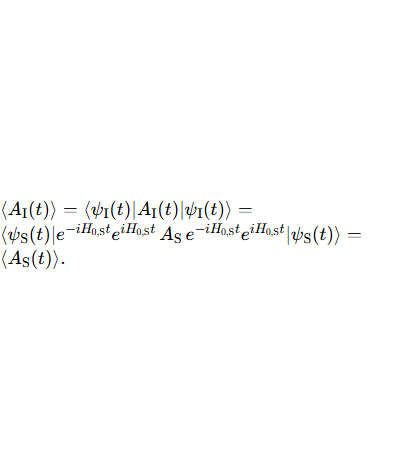 ⟨A_I(t)⟩ = ⟨ψ_I(t)|A_I(t)|ψ_I(t)⟩ =
⟨ψ_S(t)|e^{−iH_{0,S}t}e^{iH_{0,S}t} A_S e^{−iH_{0,S}t}e^{iH_{0,S}t}|ψ_S(t)⟩ =
⟨A_S(t)⟩.